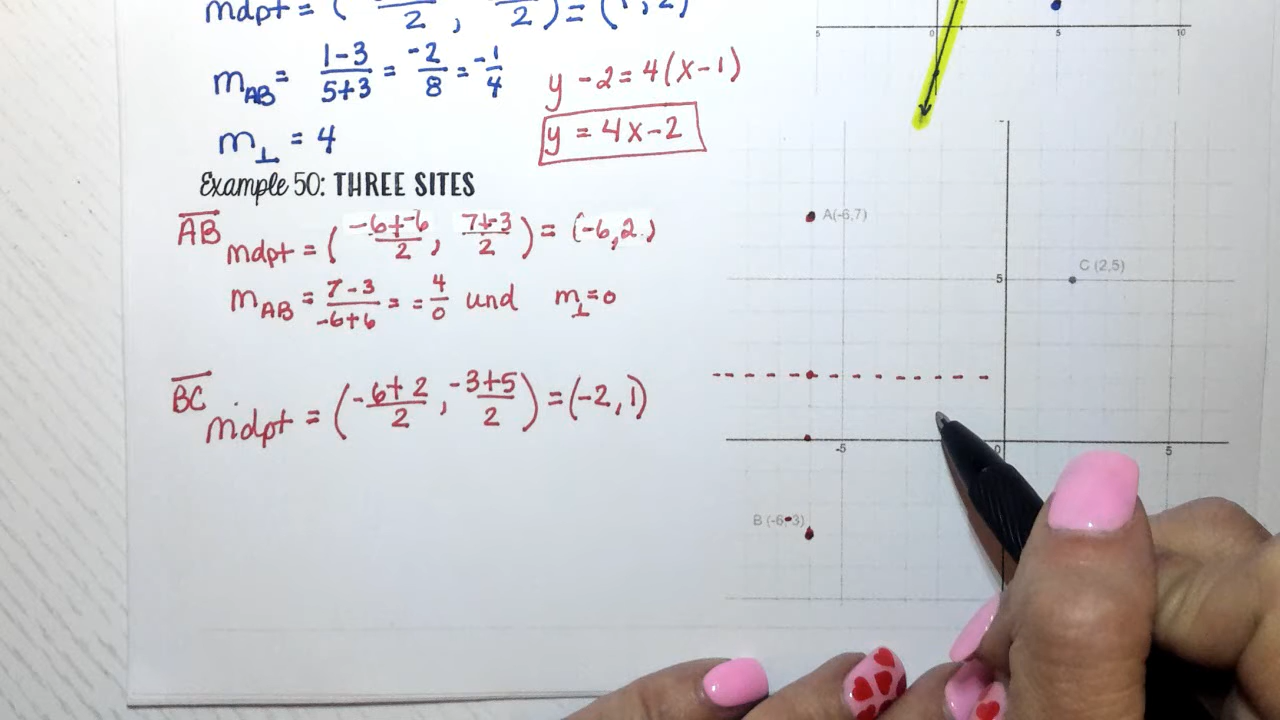 mdpt = ( /2 , /2 ) = (1, 2)
m_AB = (1-3)/(5+3) = -2/8 = -1/4
y - 2 = 4(x-1)
m⊥ = 4
y = 4x-2
Example 50: THREE SITES
AB mdpt = ( (-6+-6)/2 , (7+-3)/2 ) = (-6, 2)
m_AB = (7-3)/(-6+6) = = 4/0 und m⊥=0
BC mdpt = ( (-6+2)/2 , (-3+5)/2 ) = (-2, 1)
5 0 5 10
A(-6,7)
C (2,5)
5
-5 0 5
B (-6,-3)